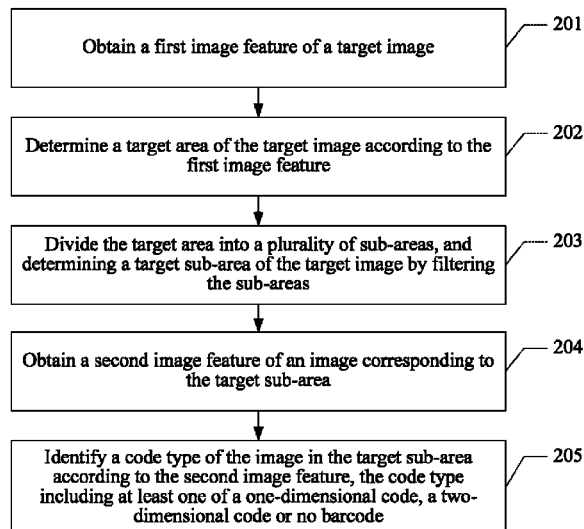 Obtain a first image feature of a target image
201
Determine a target area of the target image according to the
first image feature
202
Divide the target area into a plurality of sub-areas, and
determining a target sub-area of the target image by filtering
the sub-areas
203
Obtain a second image feature of an image corresponding to
the target sub-area
204
Identify a code type of the image in the target sub-area
according to the second image feature, the code type
including at least one of a one-dimensional code, a two-
dimensional code or no barcode
205